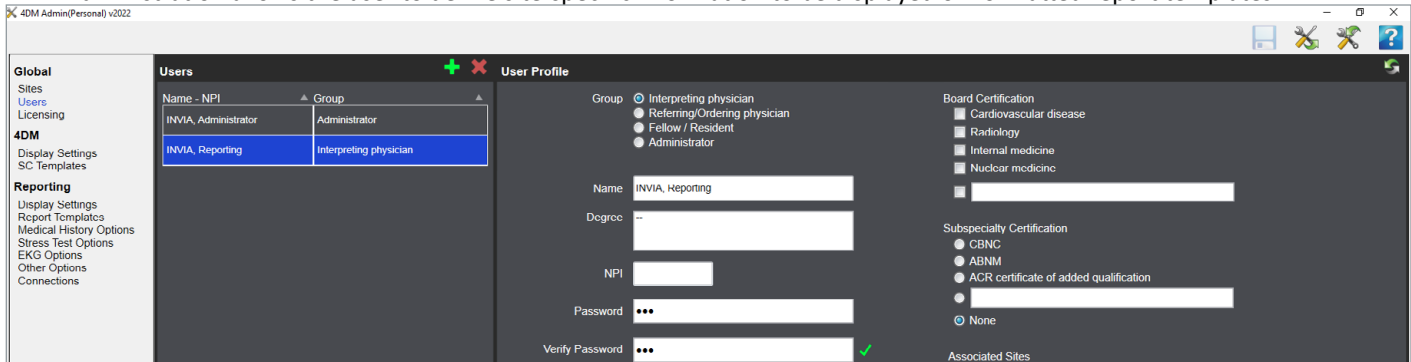 4DM Admin(Personal) v2022
Global
Sites
Users
Licensing
4DM
Display Settings
SC Templates
Reporting
Display Settings
Report Templates
Medical History Options
Stress Test Options
EKG Options
Other Options
Connections
Users
Name - NPI
Group
INVIA, Administrator
Administrator
INVIA, Reporting
Interpreting physician
User Profile
Group
Interpreting physician
Referring/Ordering physician
Fellow / Resident
Administrator
Name
INVIA, Reporting
Degree
--
NPI
Password
•••
Verify Password
•••
Board Certification
Cardiovascular disease
Radiology
Internal medicine
Nuclear medicine
Subspecialty Certification
CBNC
ABNM
ACR certificate of added qualification
None
Associated Sites